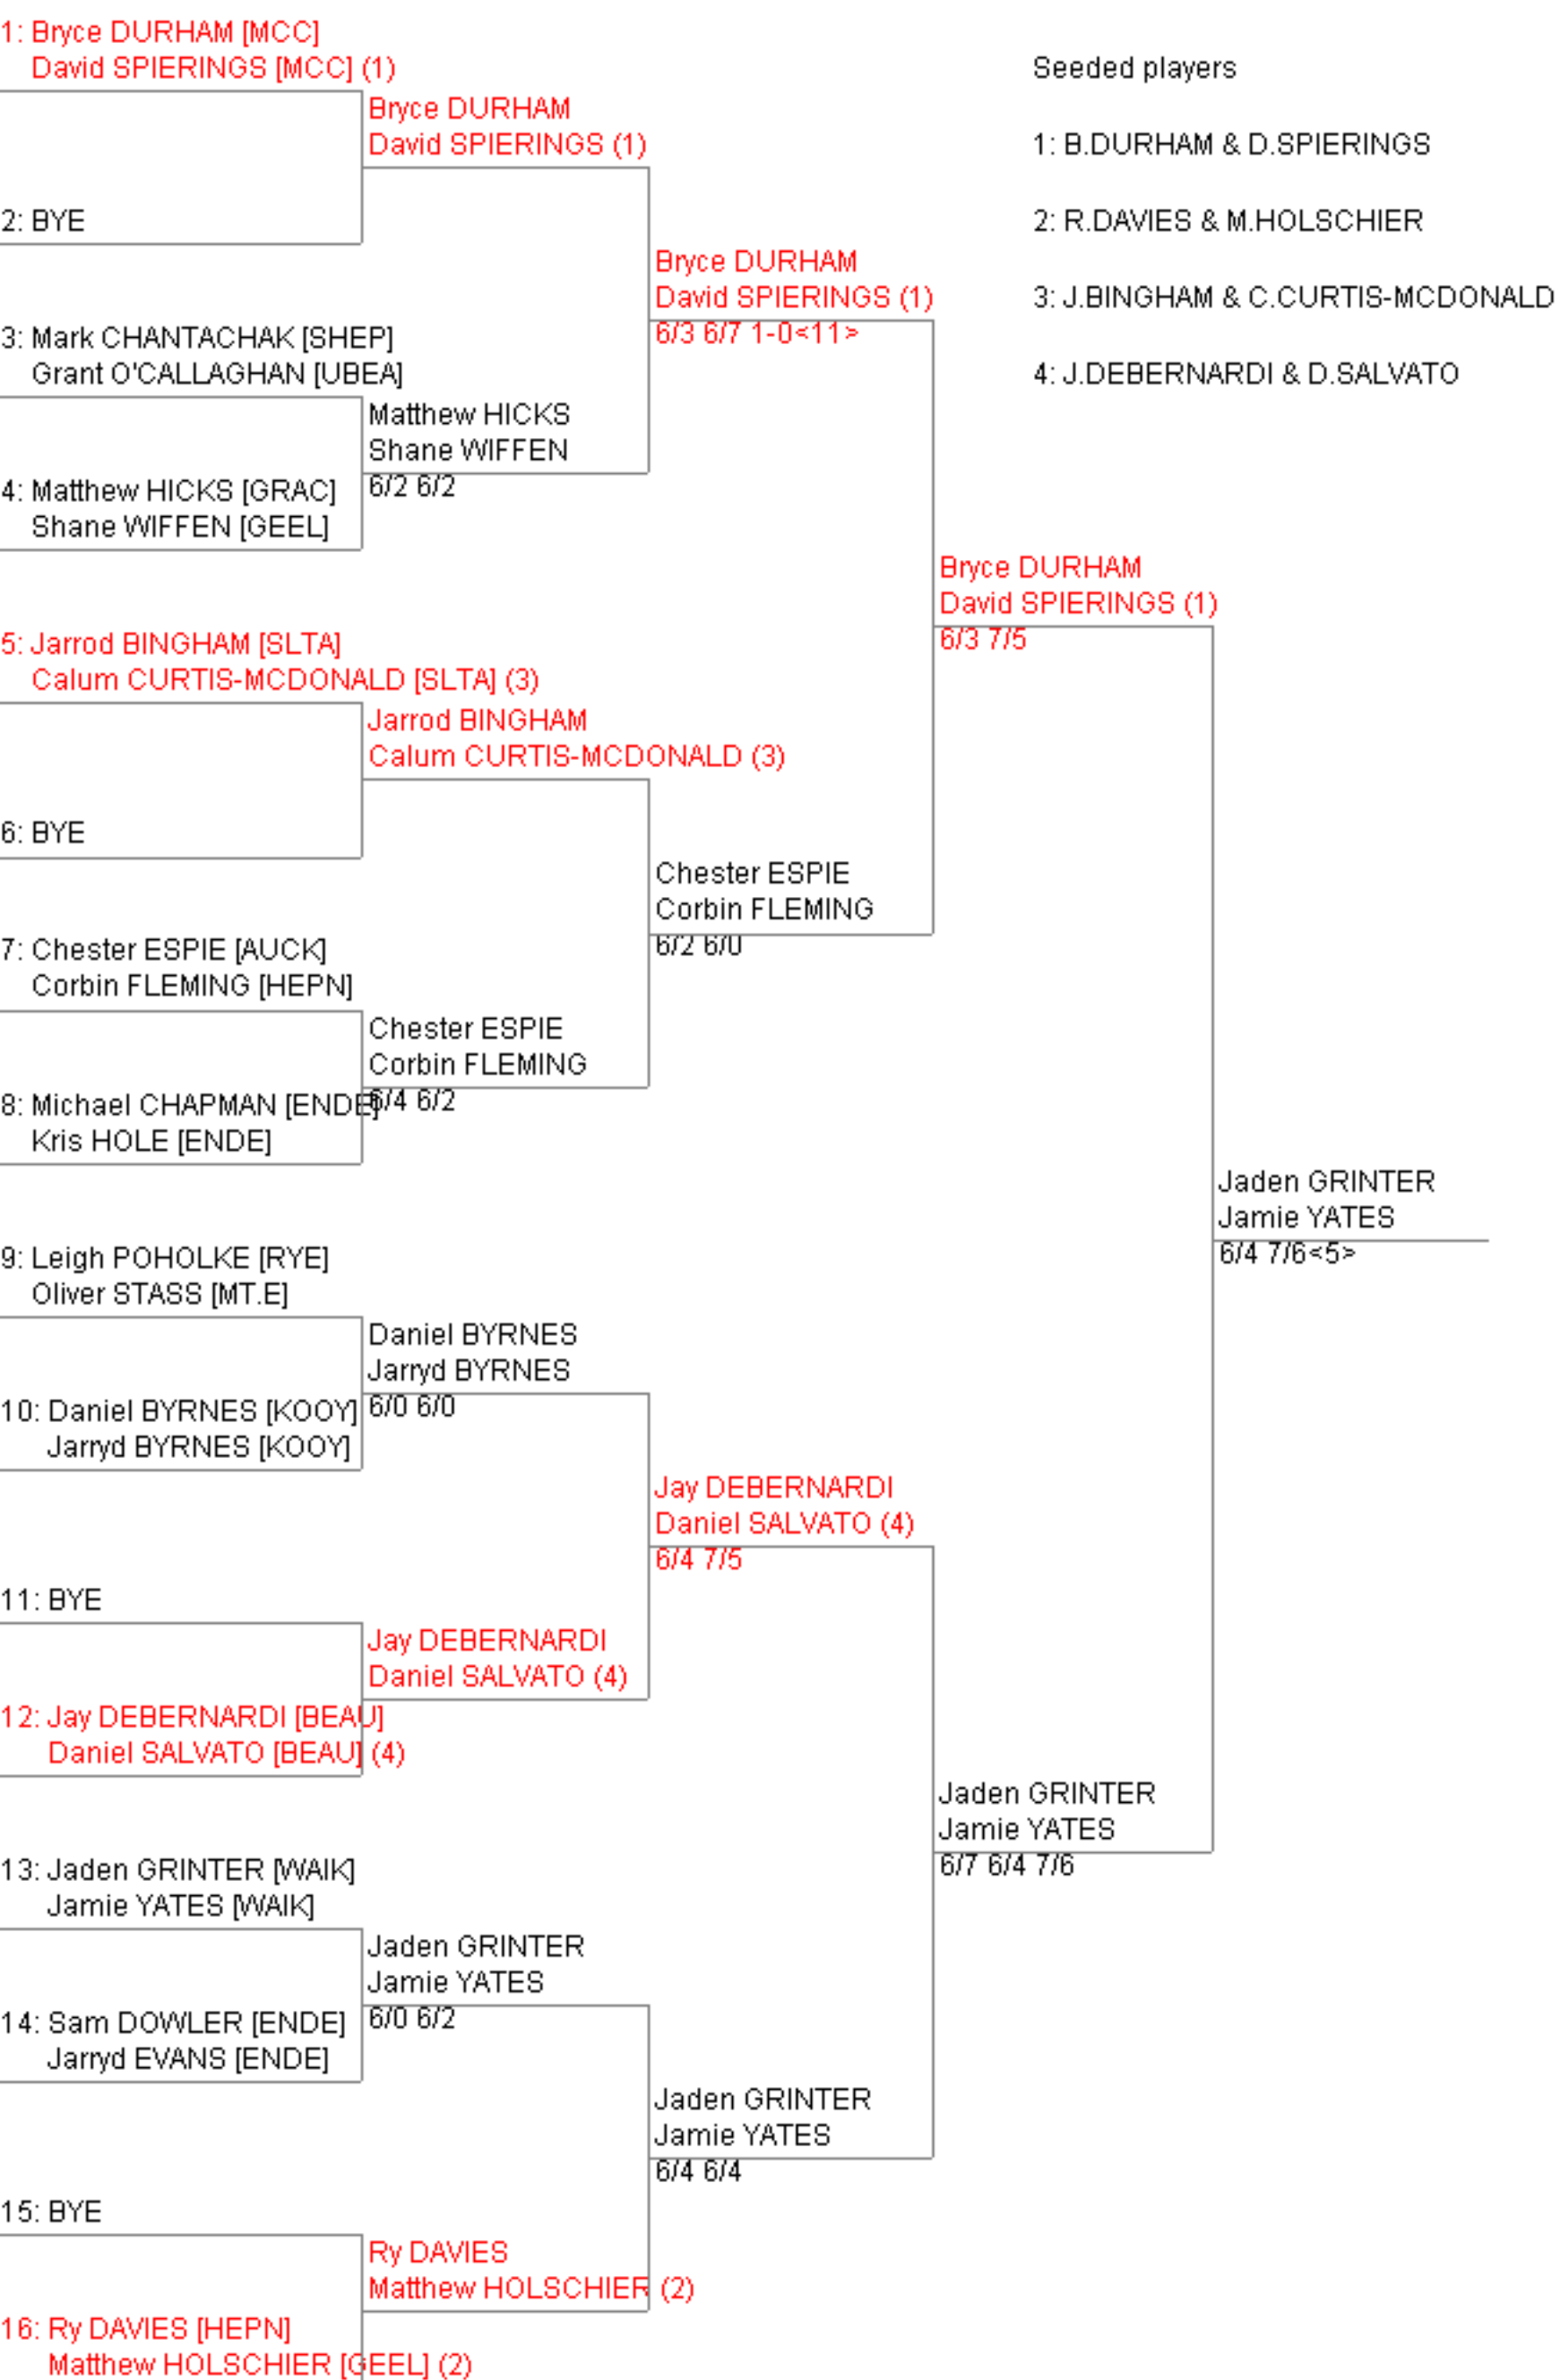 1: Bryce DURHAM [MCC]
David SPIERINGS [MCC] (1)
2: BYE
3: Mark CHANTACHAK [SHEP]
Grant O'CALLAGHAN [UBEA]
4: Matthew HICKS [GRAC]
Shane WIFFEN [GEEL]
5: Jarrod BINGHAM [SLTA]
Calum CURTIS-MCDONALD [SLTA] (3)
6: BYE
7: Chester ESPIE [AUCK]
Corbin FLEMING [HEPN]
8: Michael CHAPMAN [ENDE]
Kris HOLE [ENDE]
9: Leigh POHOLKE [RYE]
Oliver STASS [MT.E]
10: Daniel BYRNES [KOOY]
Jarryd BYRNES [KOOY]
11: BYE
12: Jay DEBERNARDI [BEAU]
Daniel SALVATO [BEAU] (4)
13: Jaden GRINTER [WAIK]
Jamie YATES [WAIK]
14: Sam DOWLER [ENDE]
Jarryd EVANS [ENDE]
15: BYE
16: Ry DAVIES [HEPN]
Matthew HOLSCHIER [GEEL] (2)
Bryce DURHAM
David SPIERINGS (1)
Matthew HICKS
Shane WIFFEN
6/2 6/2
Jarrod BINGHAM
Calum CURTIS-MCDONALD (3)
Chester ESPIE
Corbin FLEMING
6/4 6/2
Daniel BYRNES
Jarryd BYRNES
6/0 6/0
Jay DEBERNARDI
Daniel SALVATO (4)
Jaden GRINTER
Jamie YATES
6/0 6/2
Ry DAVIES
Matthew HOLSCHIER (2)
Bryce DURHAM
David SPIERINGS (1)
6/3 6/7 1-0<11>
Chester ESPIE
Corbin FLEMING
6/2 6/0
Jay DEBERNARDI
Daniel SALVATO (4)
6/4 7/5
Jaden GRINTER
Jamie YATES
6/4 6/4
Bryce DURHAM
David SPIERINGS (1)
6/3 7/5
Jaden GRINTER
Jamie YATES
6/7 6/4 7/6
Jaden GRINTER
Jamie YATES
6/4 7/6<5>
Seeded players
1: B.DURHAM & D.SPIERINGS
2: R.DAVIES & M.HOLSCHIER
3: J.BINGHAM & C.CURTIS-MCDONALD
4: J.DEBERNARDI & D.SALVATO